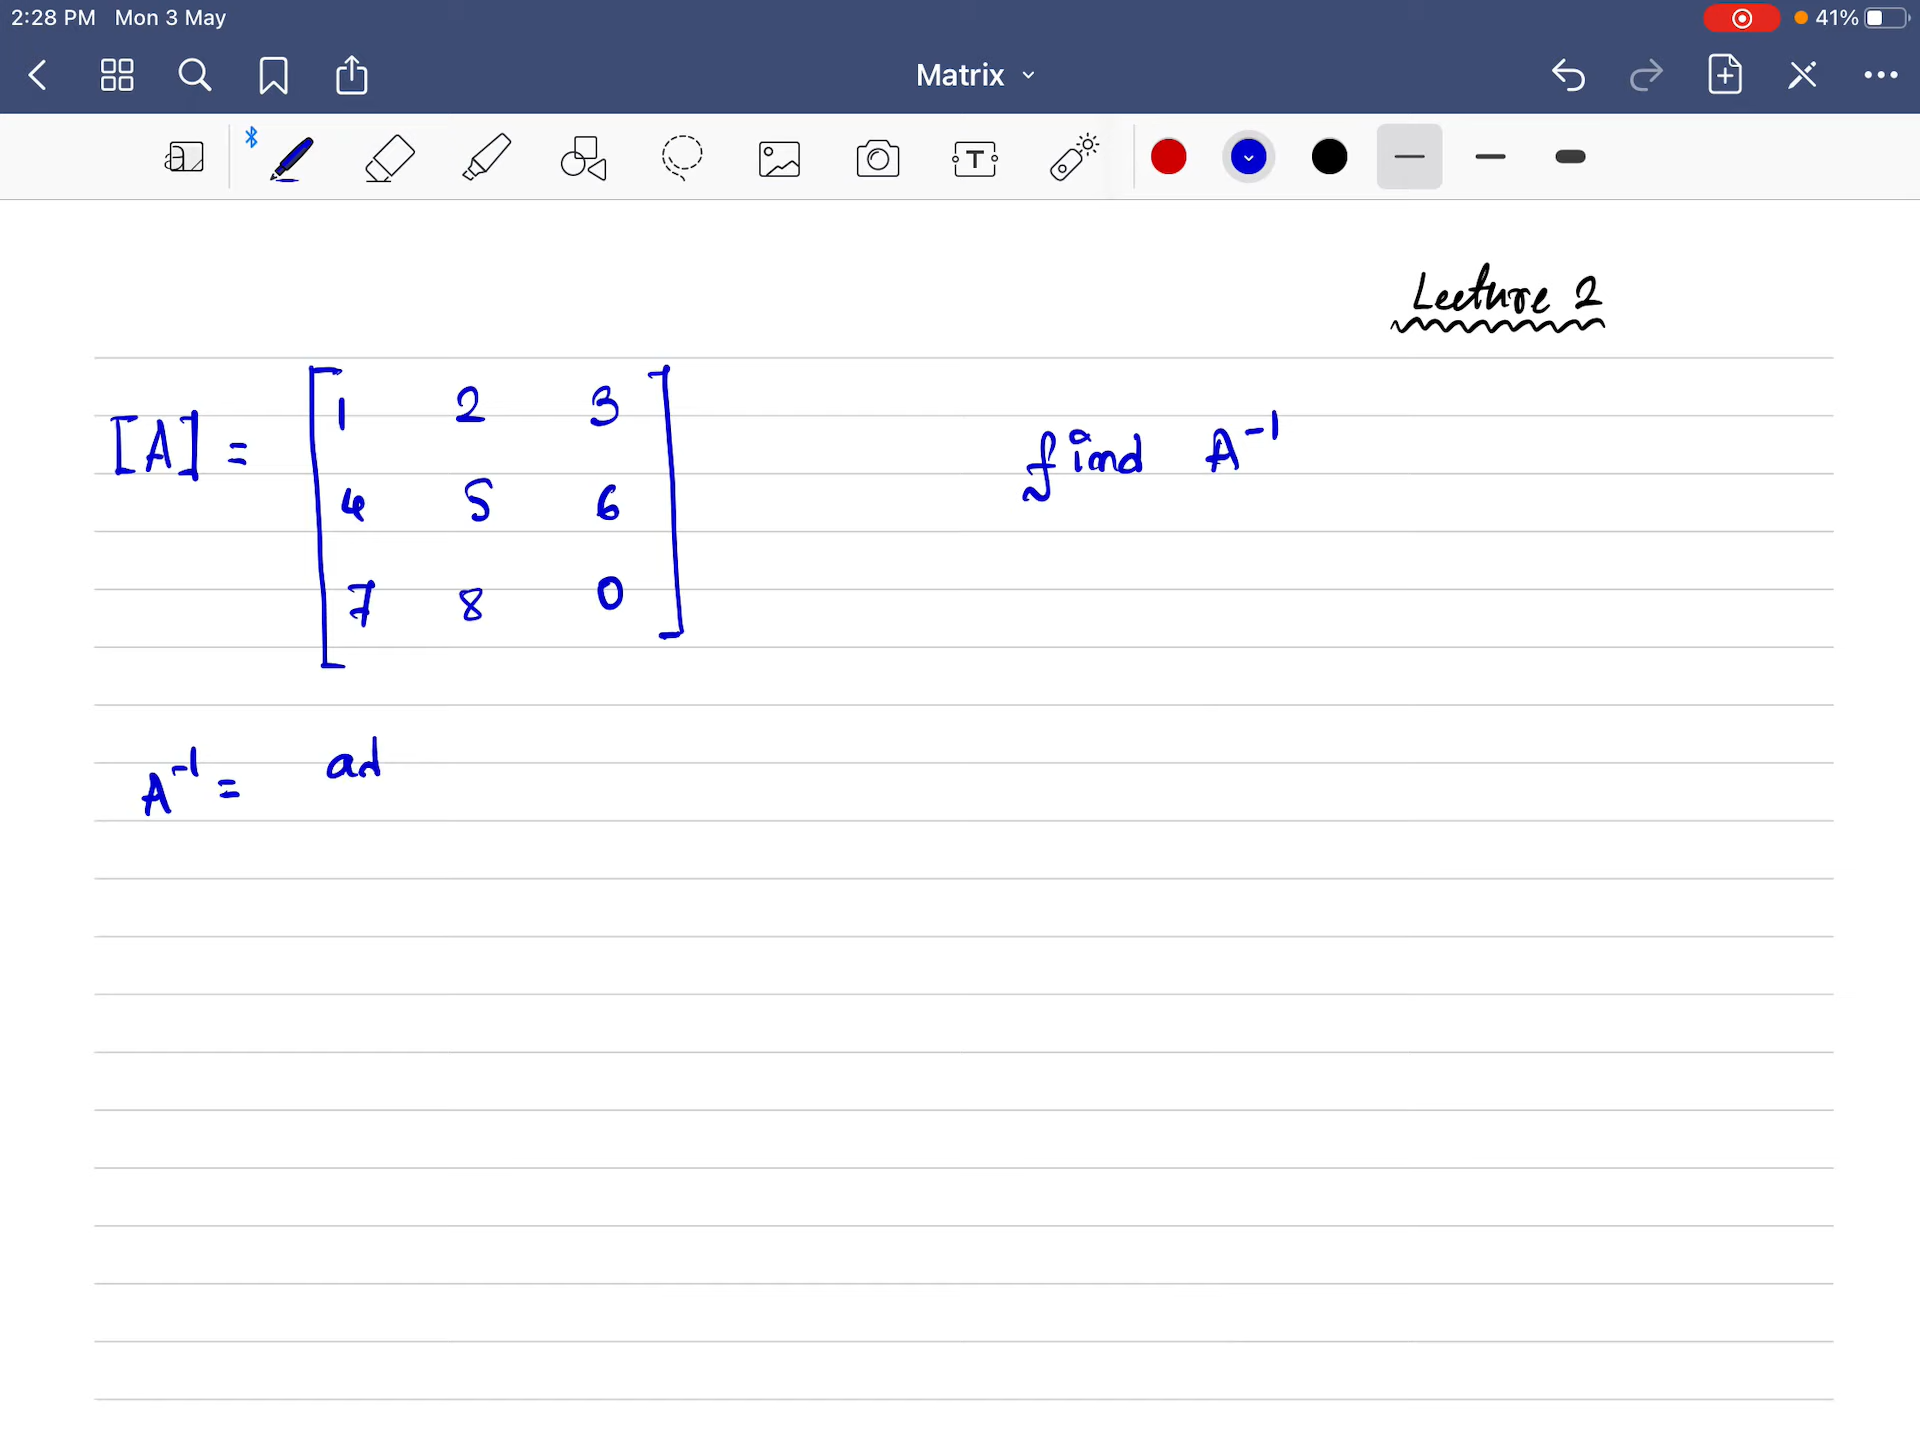 2:28 PM Mon 3 May 41%
Matrix
Lecture 2
[A] = [ 1 2 3
4 5 6
7 8 0 ]
find A⁻¹
A⁻¹ = ad